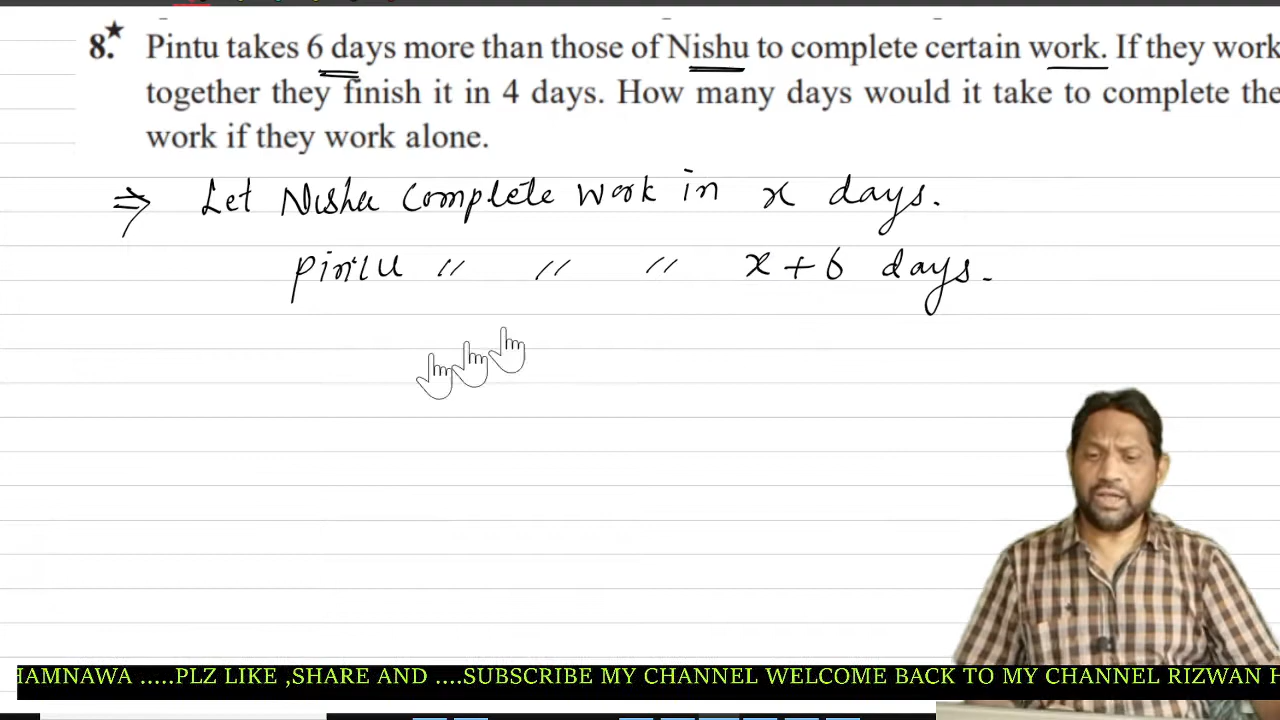 8.* Pintu takes 6 days more than those of Nishu to complete certain work. If they work
together they finish it in 4 days. How many days would it take to complete the
work if they work alone.
⇒ Let Nishu Complete Work in x days.
pintu " " " x + 6 days.
HAMNAWA .....PLZ LIKE ,SHARE AND ....SUBSCRIBE MY CHANNEL WELCOME BACK TO MY CHANNEL RIZWAN H